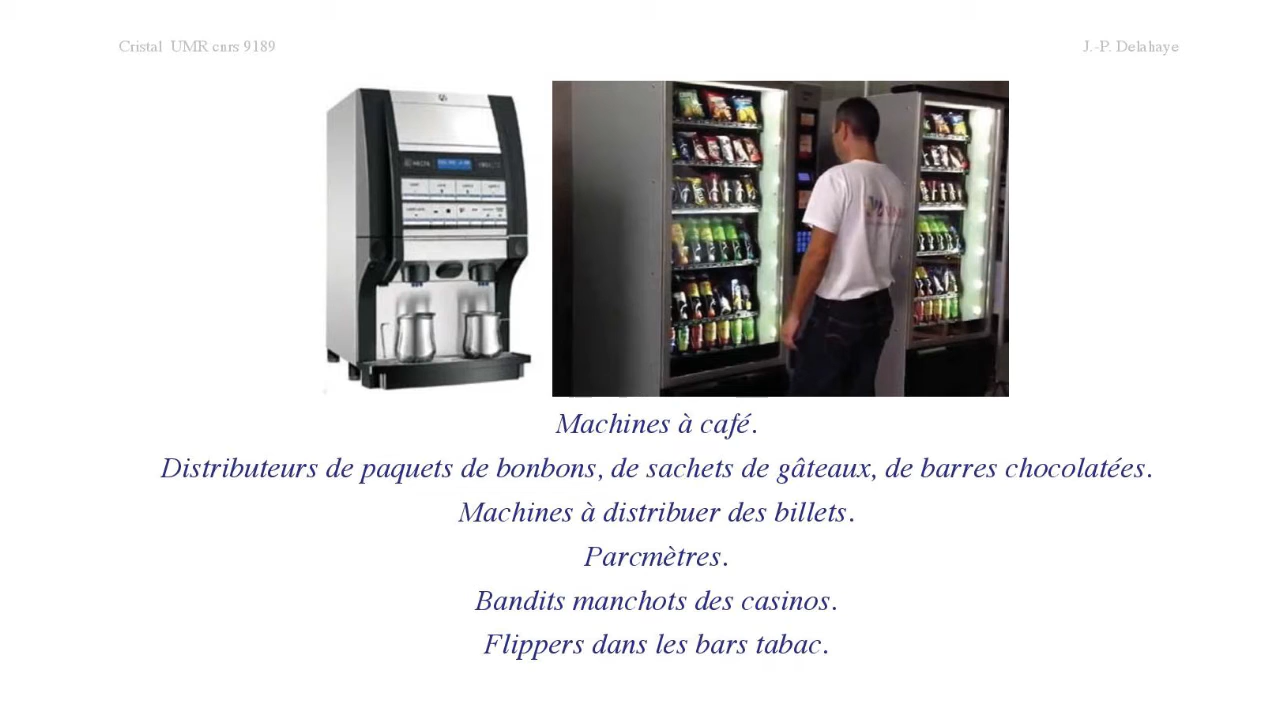 Cristal UMR cnrs 9189
J.-P. Delahaye
Machines à café.
Distributeurs de paquets de bonbons, de sachets de gâteaux, de barres chocolatées.
Machines à distribuer des billets.
Parcmètres.
Bandits manchots des casinos.
Flippers dans les bars tabac.